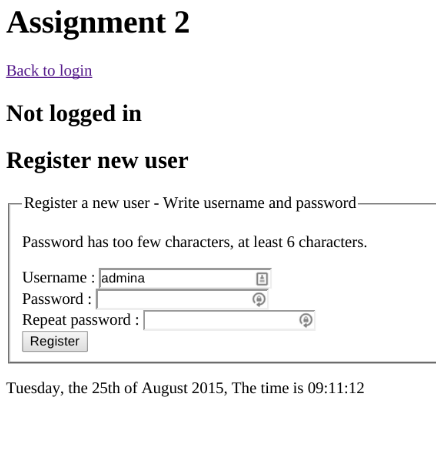 Assignment 2
Back to login
Not logged in
Register new user
Register a new user - Write username and password
Password has too few characters, at least 6 characters.
Username : admina
Password :
Repeat password :
Register
Tuesday, the 25th of August 2015, The time is 09:11:12